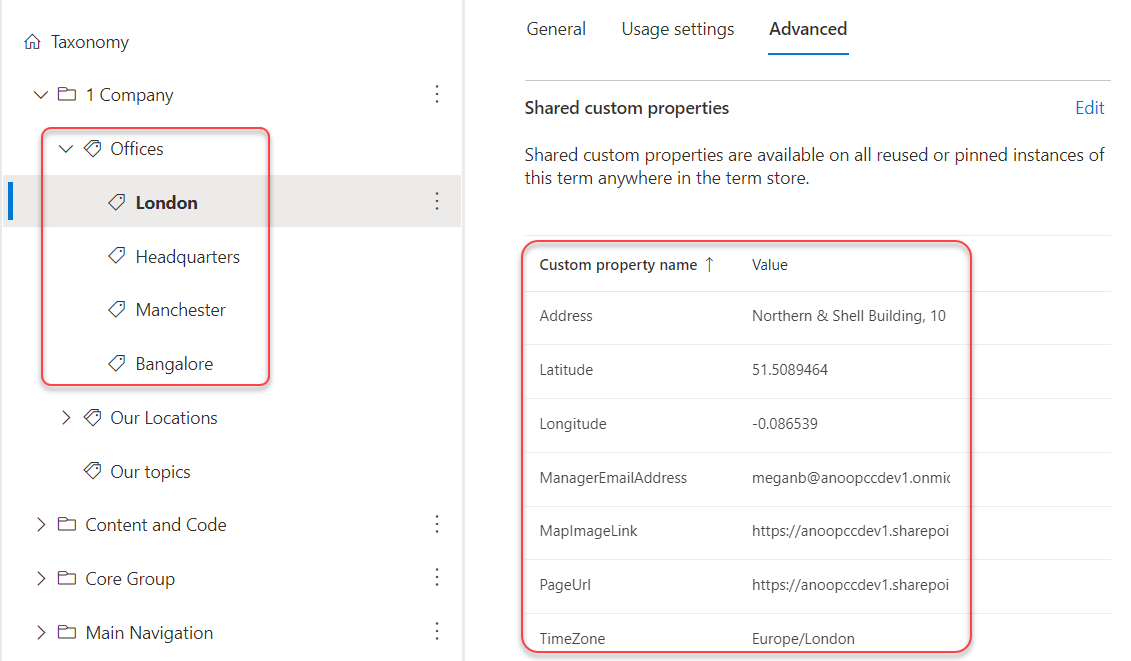 Taxonomy
1 Company
Offices
London
Headquarters
Manchester
Bangalore
Our Locations
Our topics
Content and Code
Core Group
Main Navigation
General Usage settings Advanced
Shared custom properties Edit
Shared custom properties are available on all reused or pinned instances of
this term anywhere in the term store.
Custom property name ↑ Value
Address Northern & Shell Building, 10
Latitude 51.5089464
Longitude -0.086539
ManagerEmailAddress meganb@anoopccdev1.onmic
MapImageLink https://anoopccdev1.sharepoi
PageUrl https://anoopccdev1.sharepoi
TimeZone Europe/London